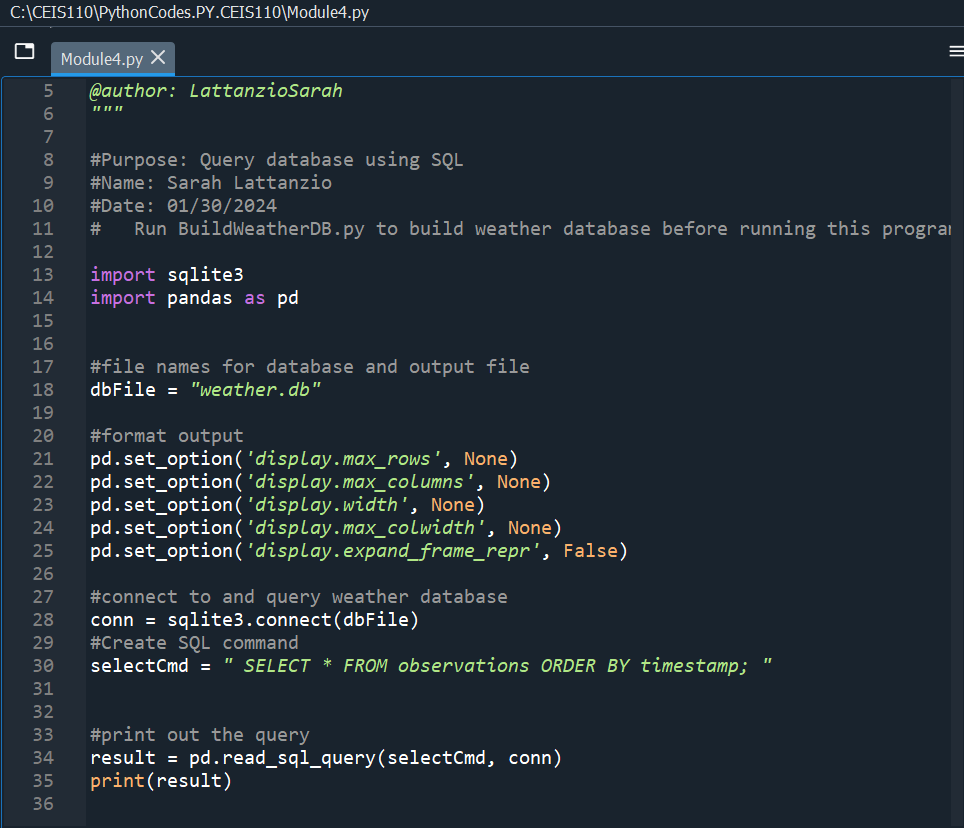 C:\CEIS110\PythonCodes.PY.CEIS110\Module4.py
Module4.py
5 @author: LattanzioSarah
6 """
7
8 #Purpose: Query database using SQL
9 #Name: Sarah Lattanzio
10 #Date: 01/30/2024
11 #   Run BuildWeatherDB.py to build weather database before running this program
12
13 import sqlite3
14 import pandas as pd
15
16
17 #file names for database and output file
18 dbFile = "weather.db"
19
20 #format output
21 pd.set_option('display.max_rows', None)
22 pd.set_option('display.max_columns', None)
23 pd.set_option('display.width', None)
24 pd.set_option('display.max_colwidth', None)
25 pd.set_option('display.expand_frame_repr', False)
26
27 #connect to and query weather database
28 conn = sqlite3.connect(dbFile)
29 #Create SQL command
30 selectCmd = " SELECT * FROM observations ORDER BY timestamp; "
31
32
33 #print out the query
34 result = pd.read_sql_query(selectCmd, conn)
35 print(result)
36